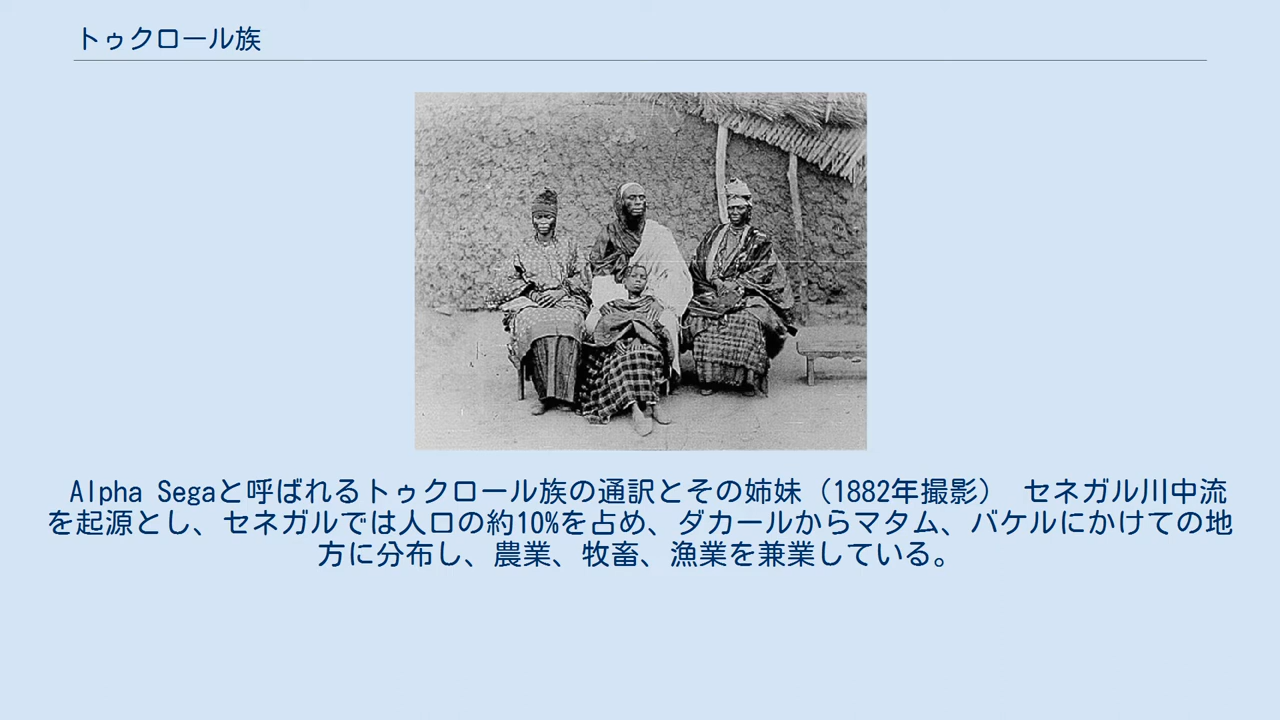 トゥクロール族
Alpha Segaと呼ばれるトゥクロール族の通訳とその姉妹（1882年撮影） セネガル川中流
を起源とし、セネガルでは人口の約10%を占め、ダカールからマタム、バケルにかけての地
方に分布し、農業、牧畜、漁業を兼業している。